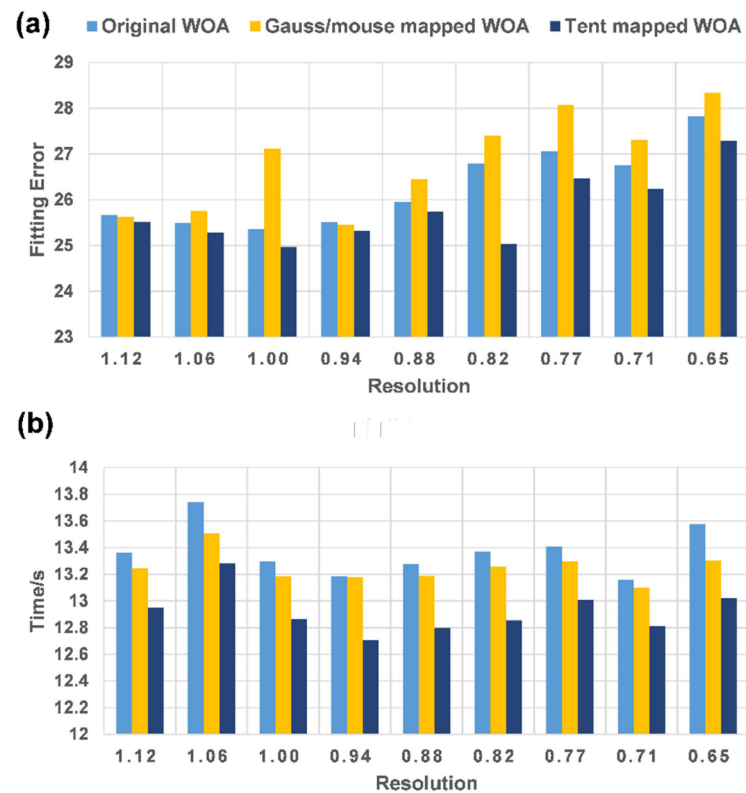 (a)
Original WOA Gauss/mouse mapped WOA Tent mapped WOA
29
28
27
26
25
24
23
Fitting Error
1.12 1.06 1.00 0.94 0.88 0.82 0.77 0.71 0.65
Resolution
(b)
14
13.8
13.6
13.4
13.2
13
12.8
12.6
12.4
12.2
12
Time/s
1.12 1.06 1.00 0.94 0.88 0.82 0.77 0.71 0.65
Resolution